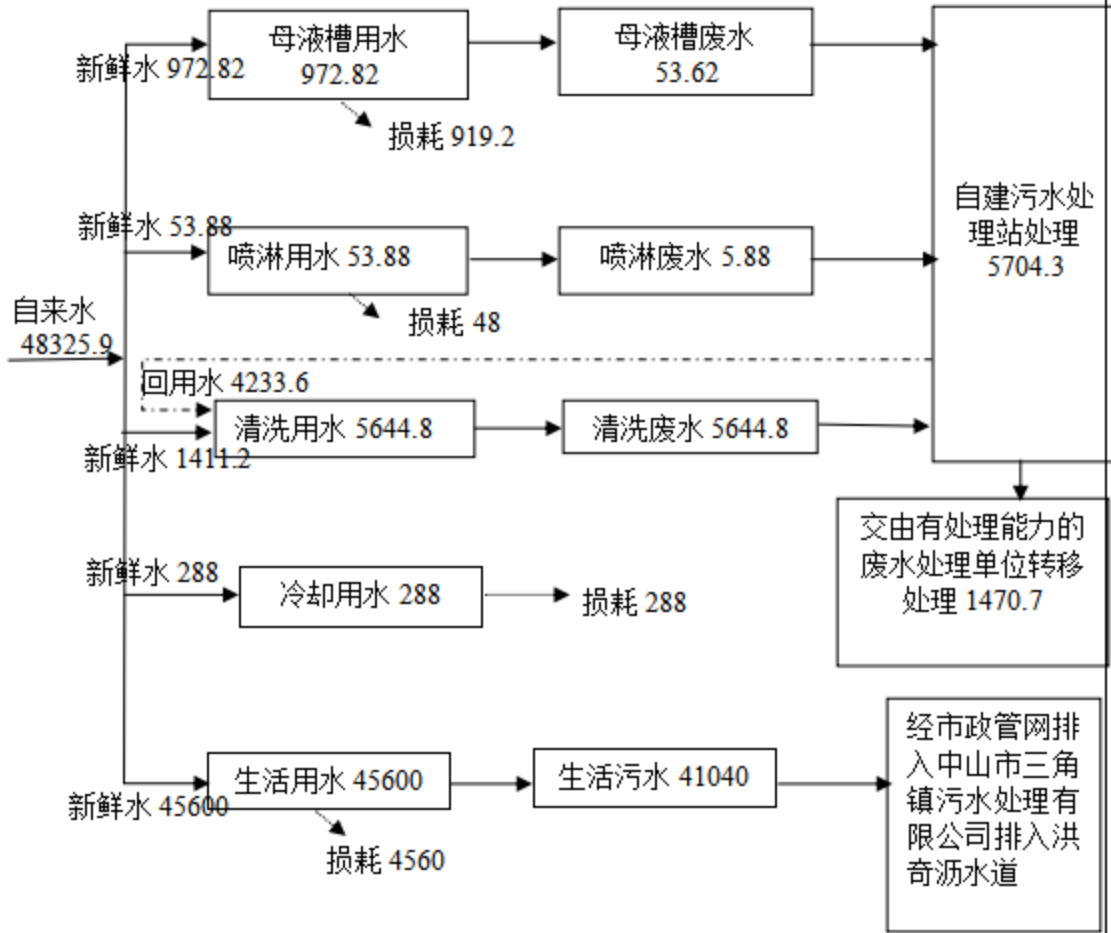 新鲜水 972.82
母液槽用水
972.82
母液槽废水
53.62
损耗 919.2
自建污水处
理站处理
5704.3
新鲜水 53.88
喷淋用水 53.88
喷淋废水 5.88
损耗 48
自来水
48325.9
回用水 4233.6
清洗用水 5644.8
清洗废水 5644.8
新鲜水 1411.2
交由有处理能力的
废水处理单位转移
处理 1470.7
新鲜水 288
冷却用水 288
损耗 288
经市政管网排
入中山市三角
镇污水处理有
限公司排入洪
奇沥水道
生活用水 45600
生活污水 41040
新鲜水 45600
损耗 4560